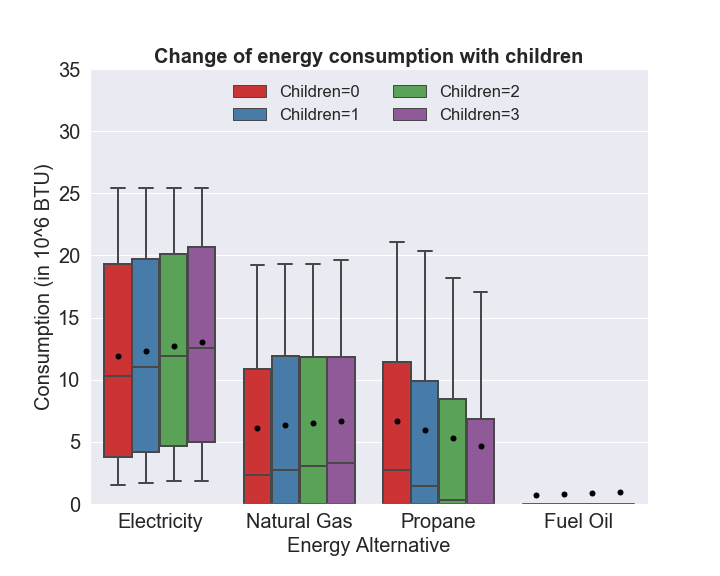 Change of energy consumption with children
Children=0
Children=1
Children=2
Children=3
Consumption (in 10^6 BTU)
35
30
25
20
15
10
5
0
Electricity
Natural Gas
Propane
Fuel Oil
Energy Alternative